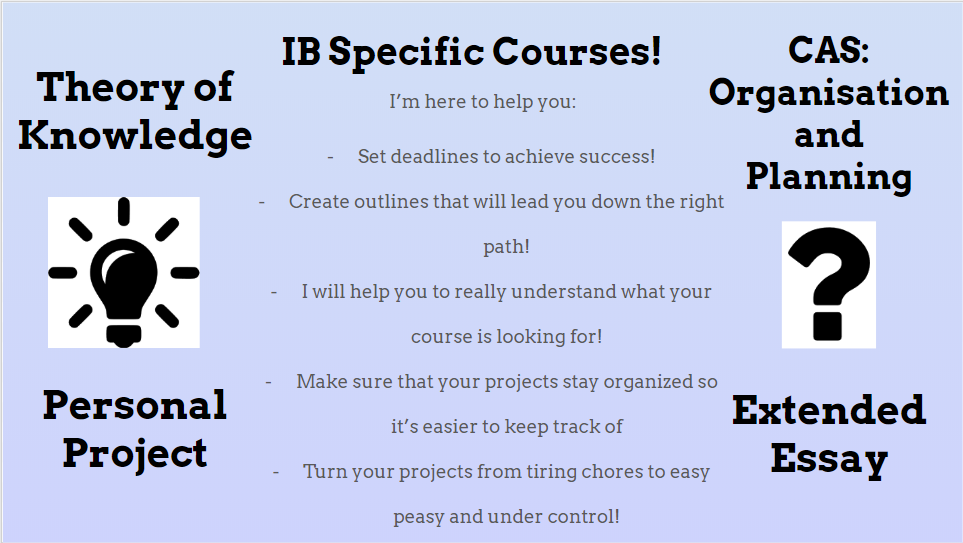 Theory of
Knowledge
Personal
Project
IB Specific Courses!
I'm here to help you:
- Set deadlines to achieve success!
- Create outlines that will lead you down the right
path!
- I will help you to really understand what your
course is looking for!
- Make sure that your projects stay organized so
it's easier to keep track of
- Turn your projects from tiring chores to easy
peasy and under control!
CAS:
Organisation
and
Planning
?
Extended
Essay